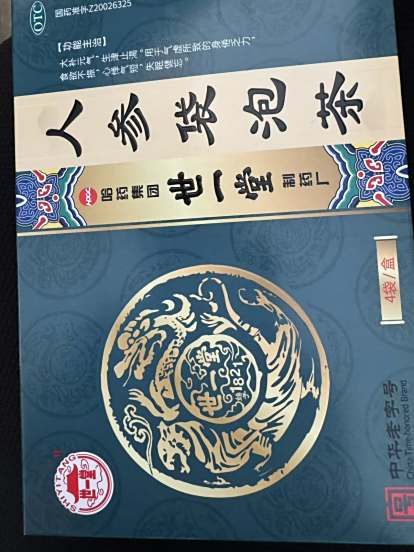 OTC
国药准字Z20026325
【功能主治】
大补元气，生津止渴。用于气虚所致的身倦乏力，
食欲不振，心悸气短，失眠健忘。
人参袋泡茶
哈药集团 世一堂 制药厂
4袋/盒
世一堂
1827
SHIYITANG
世一堂
中华老字号
China Time-honored Brand